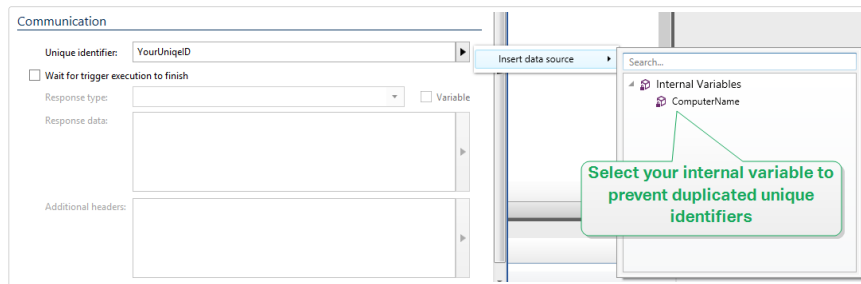 Communication
Unique identifier: YourUniqeID
Insert data source
Search...
Wait for trigger execution to finish
Internal Variables
Response type:
Variable
ComputerName
Response data:
Select your internal variable to
prevent duplicated unique
identifiers
Additional headers: